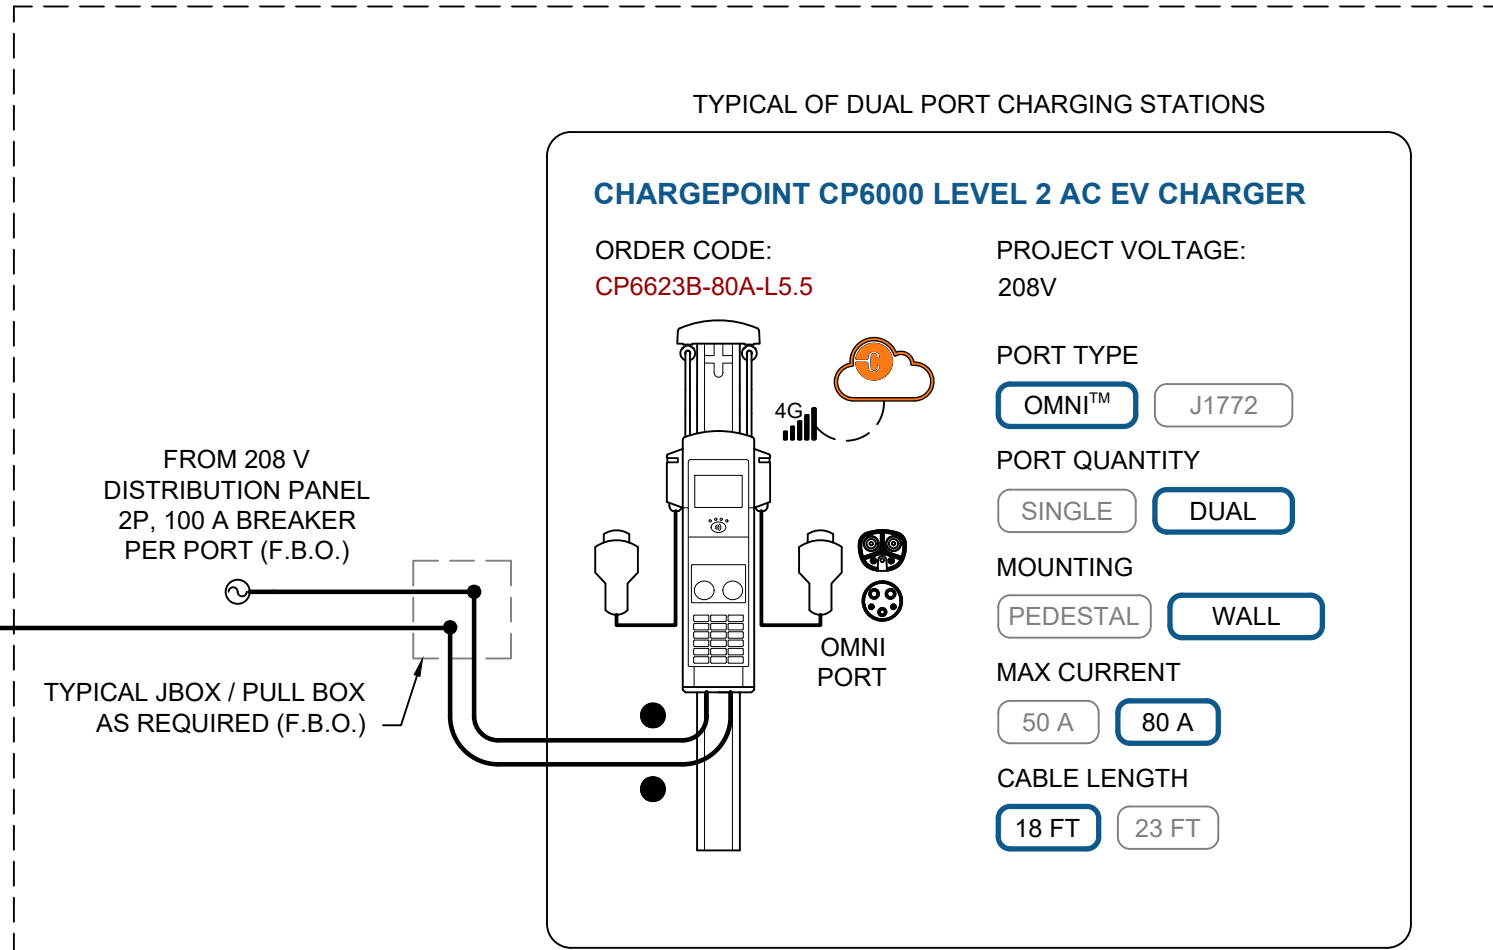 TYPICAL OF DUAL PORT CHARGING STATIONS
CHARGEPOINT CP6000 LEVEL 2 AC EV CHARGER
ORDER CODE:
CP6623B-80A-L5.5
PROJECT VOLTAGE:
208V
4G
C
PORT TYPE
OMNI™ J1772
PORT QUANTITY
SINGLE DUAL
MOUNTING
PEDESTAL WALL
MAX CURRENT
50 A 80 A
CABLE LENGTH
18 FT 23 FT
OMNI
PORT
FROM 208 V
DISTRIBUTION PANEL
2P, 100 A BREAKER
PER PORT (F.B.O.)
TYPICAL JBOX / PULL BOX
AS REQUIRED (F.B.O.)